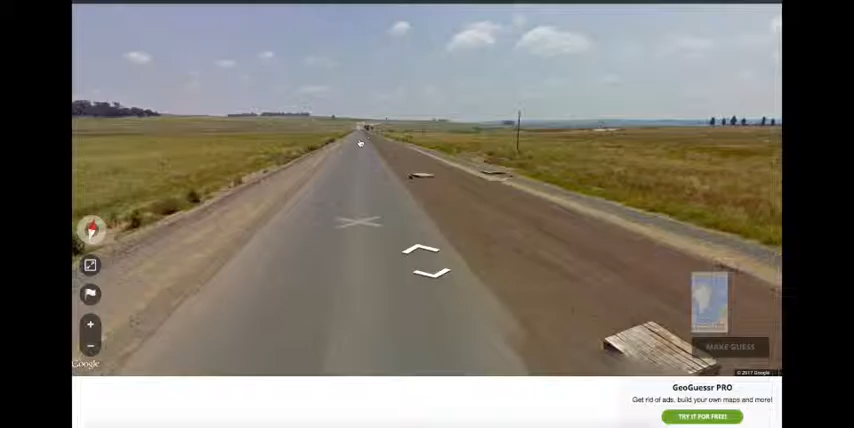 Google
MAKE GUESS
© 2017 Google
GeoGuessr PRO
Get rid of ads, build your own maps and more!
TRY IT FOR FREE!